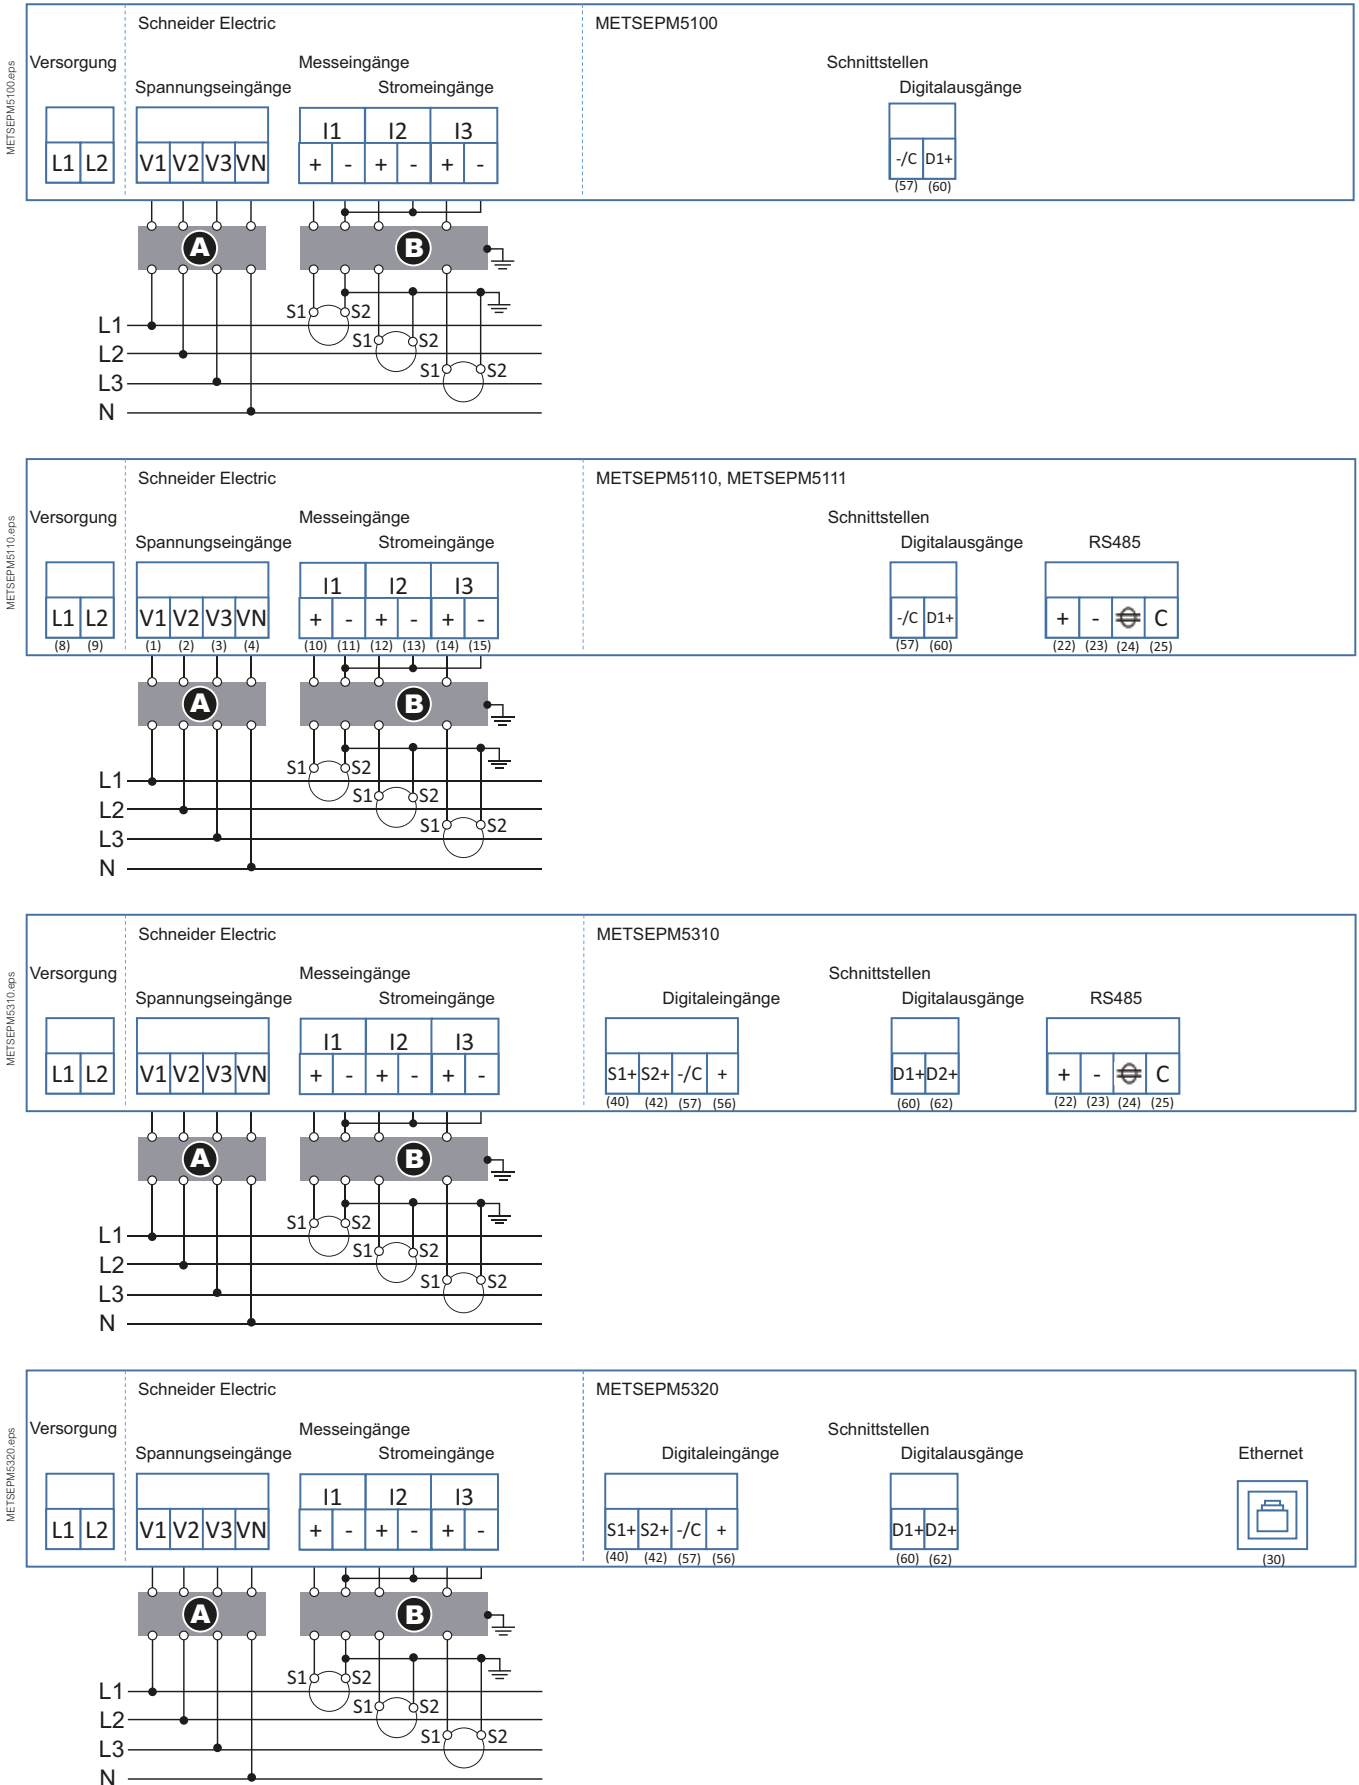 METSEPM5100.eps
Schneider Electric METSEPM5100
Versorgung Messeingänge Schnittstellen
Spannungseingänge Stromeingänge Digitalausgänge
I1 I2 I3
L1 L2 V1 V2 V3 VN + - + - + - -/C D1+
(57) (60)
A B
S1 S2
L1
S1 S2
L2
S1 S2
L3
N
METSEPM5110.eps
Schneider Electric METSEPM5110, METSEPM5111
Versorgung Messeingänge Schnittstellen
Spannungseingänge Stromeingänge Digitalausgänge RS485
I1 I2 I3
L1 L2 V1 V2 V3 VN + - + - + - -/C D1+ + - C
(8) (9) (1) (2) (3) (4) (10) (11) (12) (13) (14) (15) (57) (60) (22) (23) (24) (25)
A B
S1 S2
L1
S1 S2
L2
S1 S2
L3
N
METSEPM5310.eps
Schneider Electric METSEPM5310
Versorgung Messeingänge Schnittstellen
Spannungseingänge Stromeingänge Digitaleingänge Digitalausgänge RS485
I1 I2 I3
L1 L2 V1 V2 V3 VN + - + - + - S1+ S2+ -/C + D1+ D2+ + - C
(40) (42) (57) (56) (60) (62) (22) (23) (24) (25)
A B
S1 S2
L1
S1 S2
L2
S1 S2
L3
N
METSEPM5320.eps
Schneider Electric METSEPM5320
Versorgung Messeingänge Schnittstellen
Spannungseingänge Stromeingänge Digitaleingänge Digitalausgänge Ethernet
I1 I2 I3
L1 L2 V1 V2 V3 VN + - + - + - S1+ S2+ -/C + D1+ D2+
(40) (42) (57) (56) (60) (62) (30)
A B
S1 S2
L1
S1 S2
L2
S1 S2
L3
N